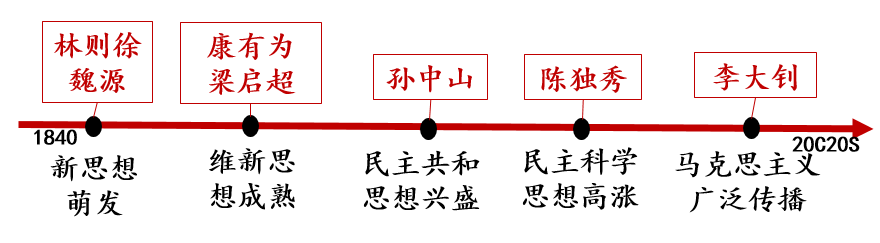 林则徐
魏源
康有为
梁启超
孙中山
陈独秀
李大钊
1840
20C20S
新思想
萌发
维新思
想成熟
民主共和
思想兴盛
民主科学
思想高涨
马克思主义
广泛传播